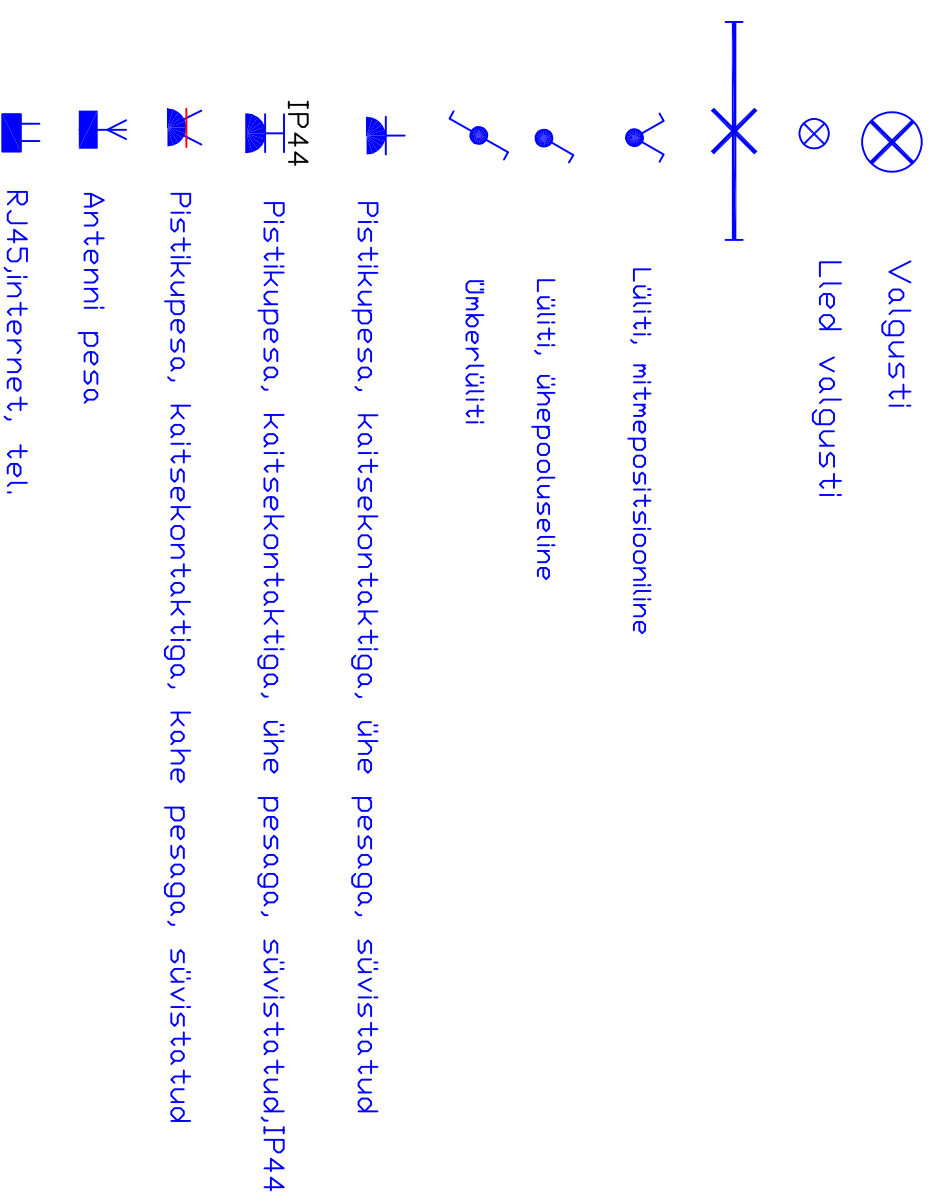 Valgusti
Lled valgusti
Lüliti, mitmepositsiooniline
Lüliti, ühepooluseline
Ümberlüliti
Pistikupesa, kaitsekontaktiga, ühe pesaga, süvistatud
IP44
Pistikupesa, kaitsekontaktiga, ühe pesaga, süvistatud,IP44
Pistikupesa, kaitsekontaktiga, kahe pesaga, süvistatud
Antenni pesa
RJ45,internet, tel.